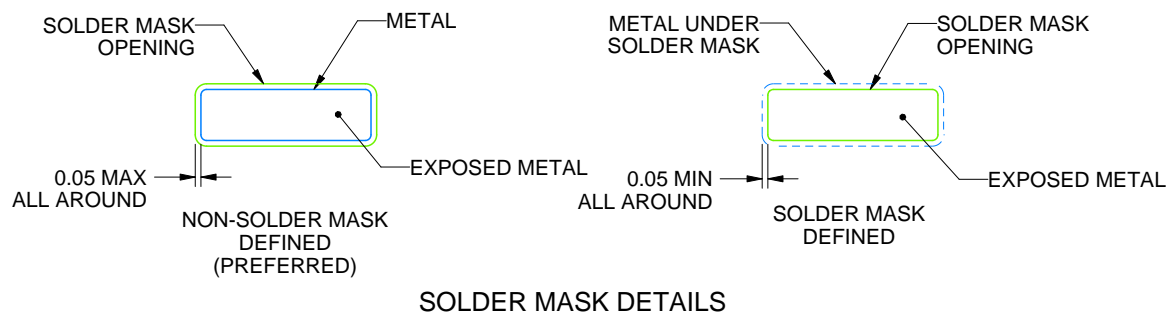 SOLDER MASK
OPENING
METAL
EXPOSED METAL
0.05 MAX
ALL AROUND
NON-SOLDER MASK
DEFINED
(PREFERRED)
METAL UNDER
SOLDER MASK
SOLDER MASK
OPENING
EXPOSED METAL
0.05 MIN
ALL AROUND
SOLDER MASK
DEFINED
SOLDER MASK DETAILS